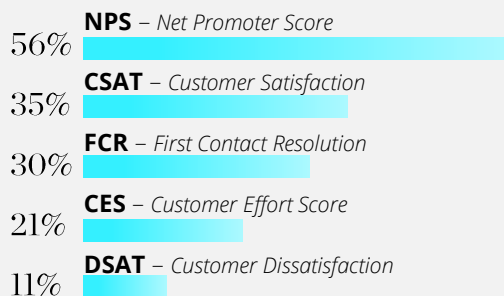 NPS – Net Promoter Score
56%
CSAT – Customer Satisfaction
35%
FCR – First Contact Resolution
30%
CES – Customer Effort Score
21%
DSAT – Customer Dissatisfaction
11%